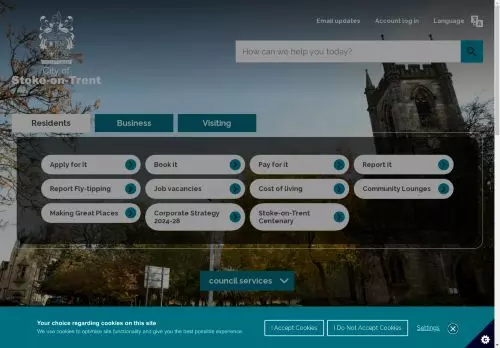 Email updates Account log in Language
City of
Stoke-on-Trent
How can we help you today?
Residents Business Visiting
Apply for it Book it Pay for it Report it
Report Fly-tipping Job vacancies Cost of living Community Lounges
Making Great Places Corporate Strategy 2024-28 Stoke-on-Trent Centenary
council services
Your choice regarding cookies on this site
We use cookies to optimise site functionality and give you the best possible experience.
I Accept Cookies I Do Not Accept Cookies Settings